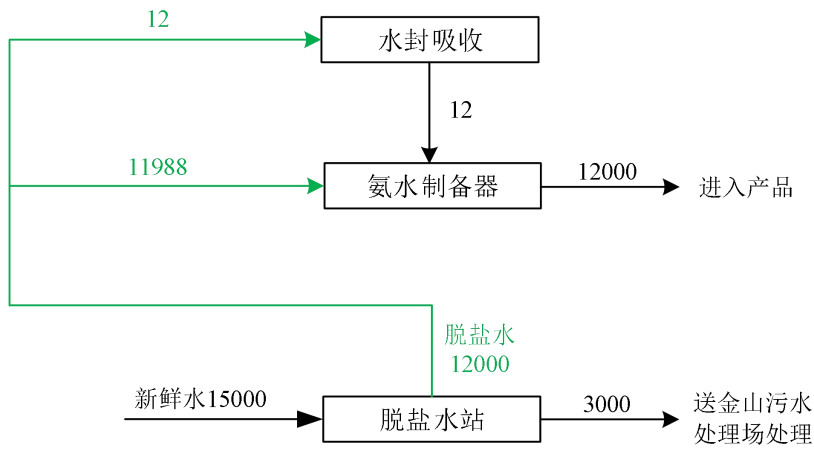 12
水封吸收
12
11988
氨水制备器
12000
进入产品
脱盐水
12000
新鲜水15000
脱盐水站
3000
送金山污水
处理场处理